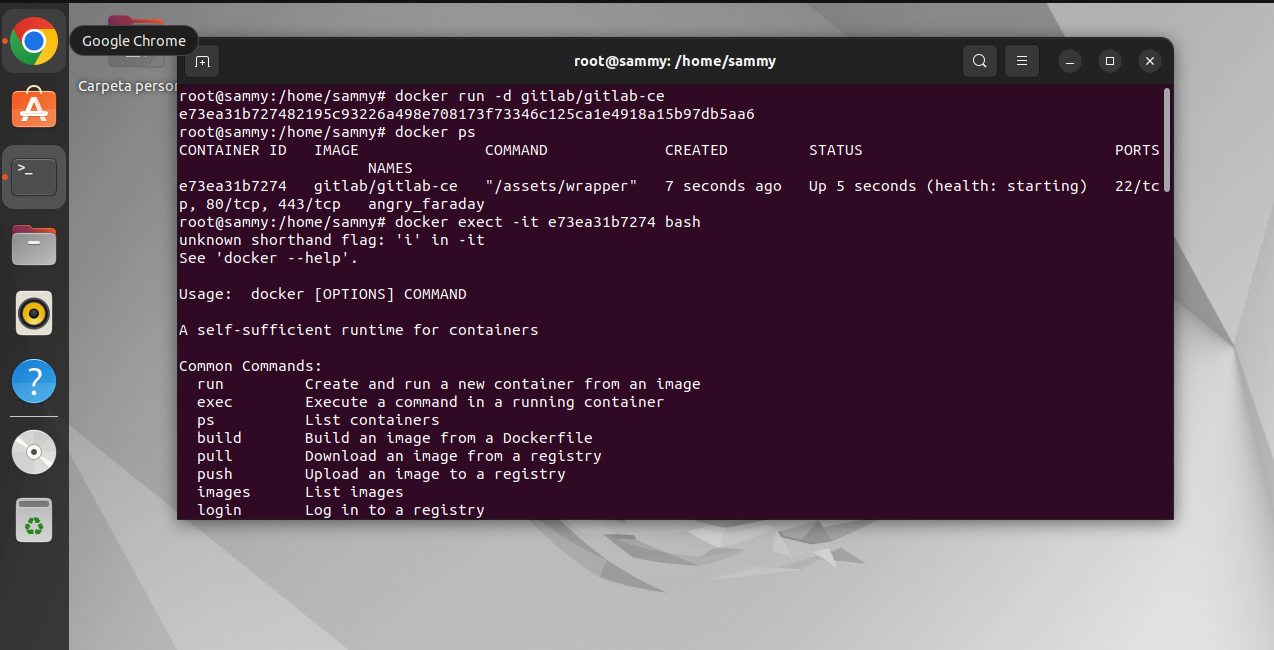 Google Chrome
Carpeta person
root@sammy: /home/sammy
root@sammy:/home/sammy# docker run -d gitlab/gitlab-ce
e73ea31b727482195c93226a498e708173f73346c125ca1e4918a15b97db5aa6
root@sammy:/home/sammy# docker ps
CONTAINER ID   IMAGE              COMMAND             CREATED         STATUS                            PORTS
                     NAMES
e73ea31b7274   gitlab/gitlab-ce   "/assets/wrapper"   7 seconds ago   Up 5 seconds (health: starting)   22/tc
p, 80/tcp, 443/tcp   angry_faraday
root@sammy:/home/sammy# docker exect -it e73ea31b7274 bash
unknown shorthand flag: 'i' in -it
See 'docker --help'.
Usage:  docker [OPTIONS] COMMAND
A self-sufficient runtime for containers
Common Commands:
  run         Create and run a new container from an image
  exec        Execute a command in a running container
  ps          List containers
  build       Build an image from a Dockerfile
  pull        Download an image from a registry
  push        Upload an image to a registry
  images      List images
  login       Log in to a registry